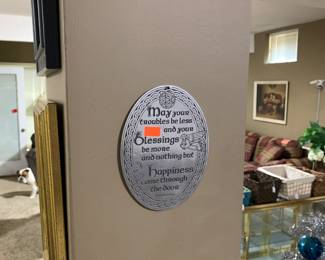 May your
troubles be less
and your
Blessings
be more
and nothing but
Happiness
come through
the door